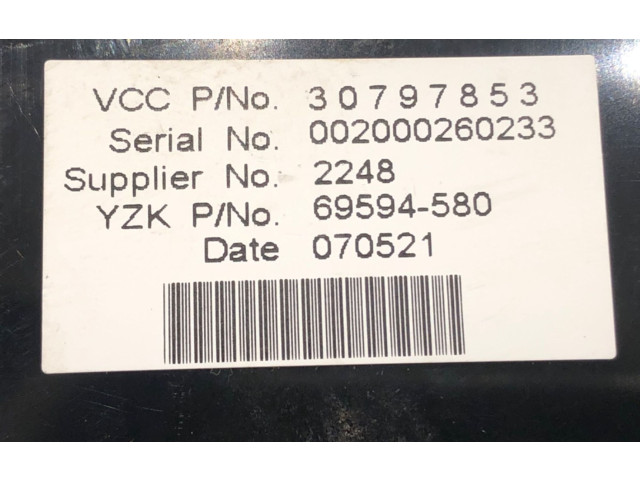 VCC P/No. 30797853
Serial No. 002000260233
Supplier No. 2248
YZK P/No. 69594-580
Date 070521